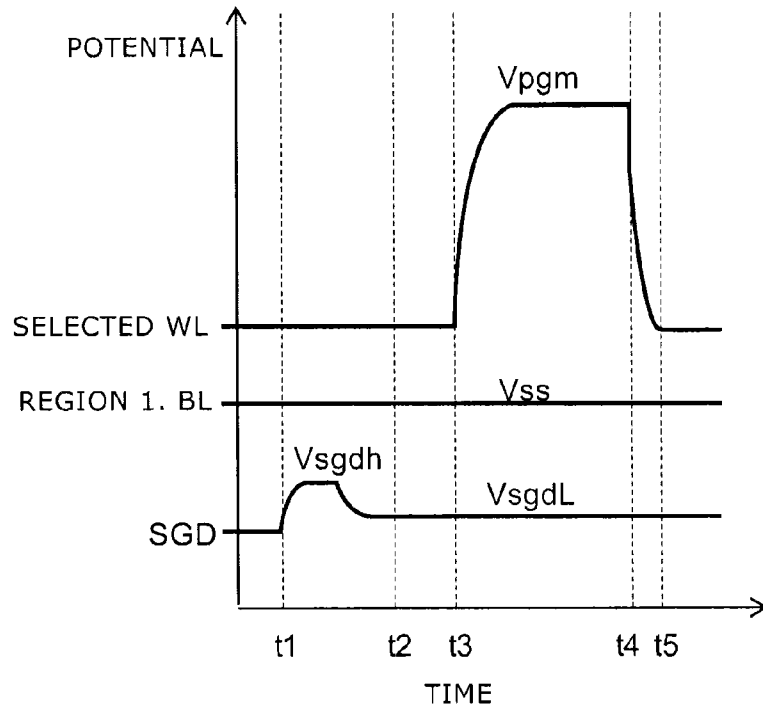 POTENTIAL
Vpgm
SELECTED WL
REGION 1. BL
Vss
Vsgdh
VsgdL
SGD
t1 t2 t3 t4 t5
TIME